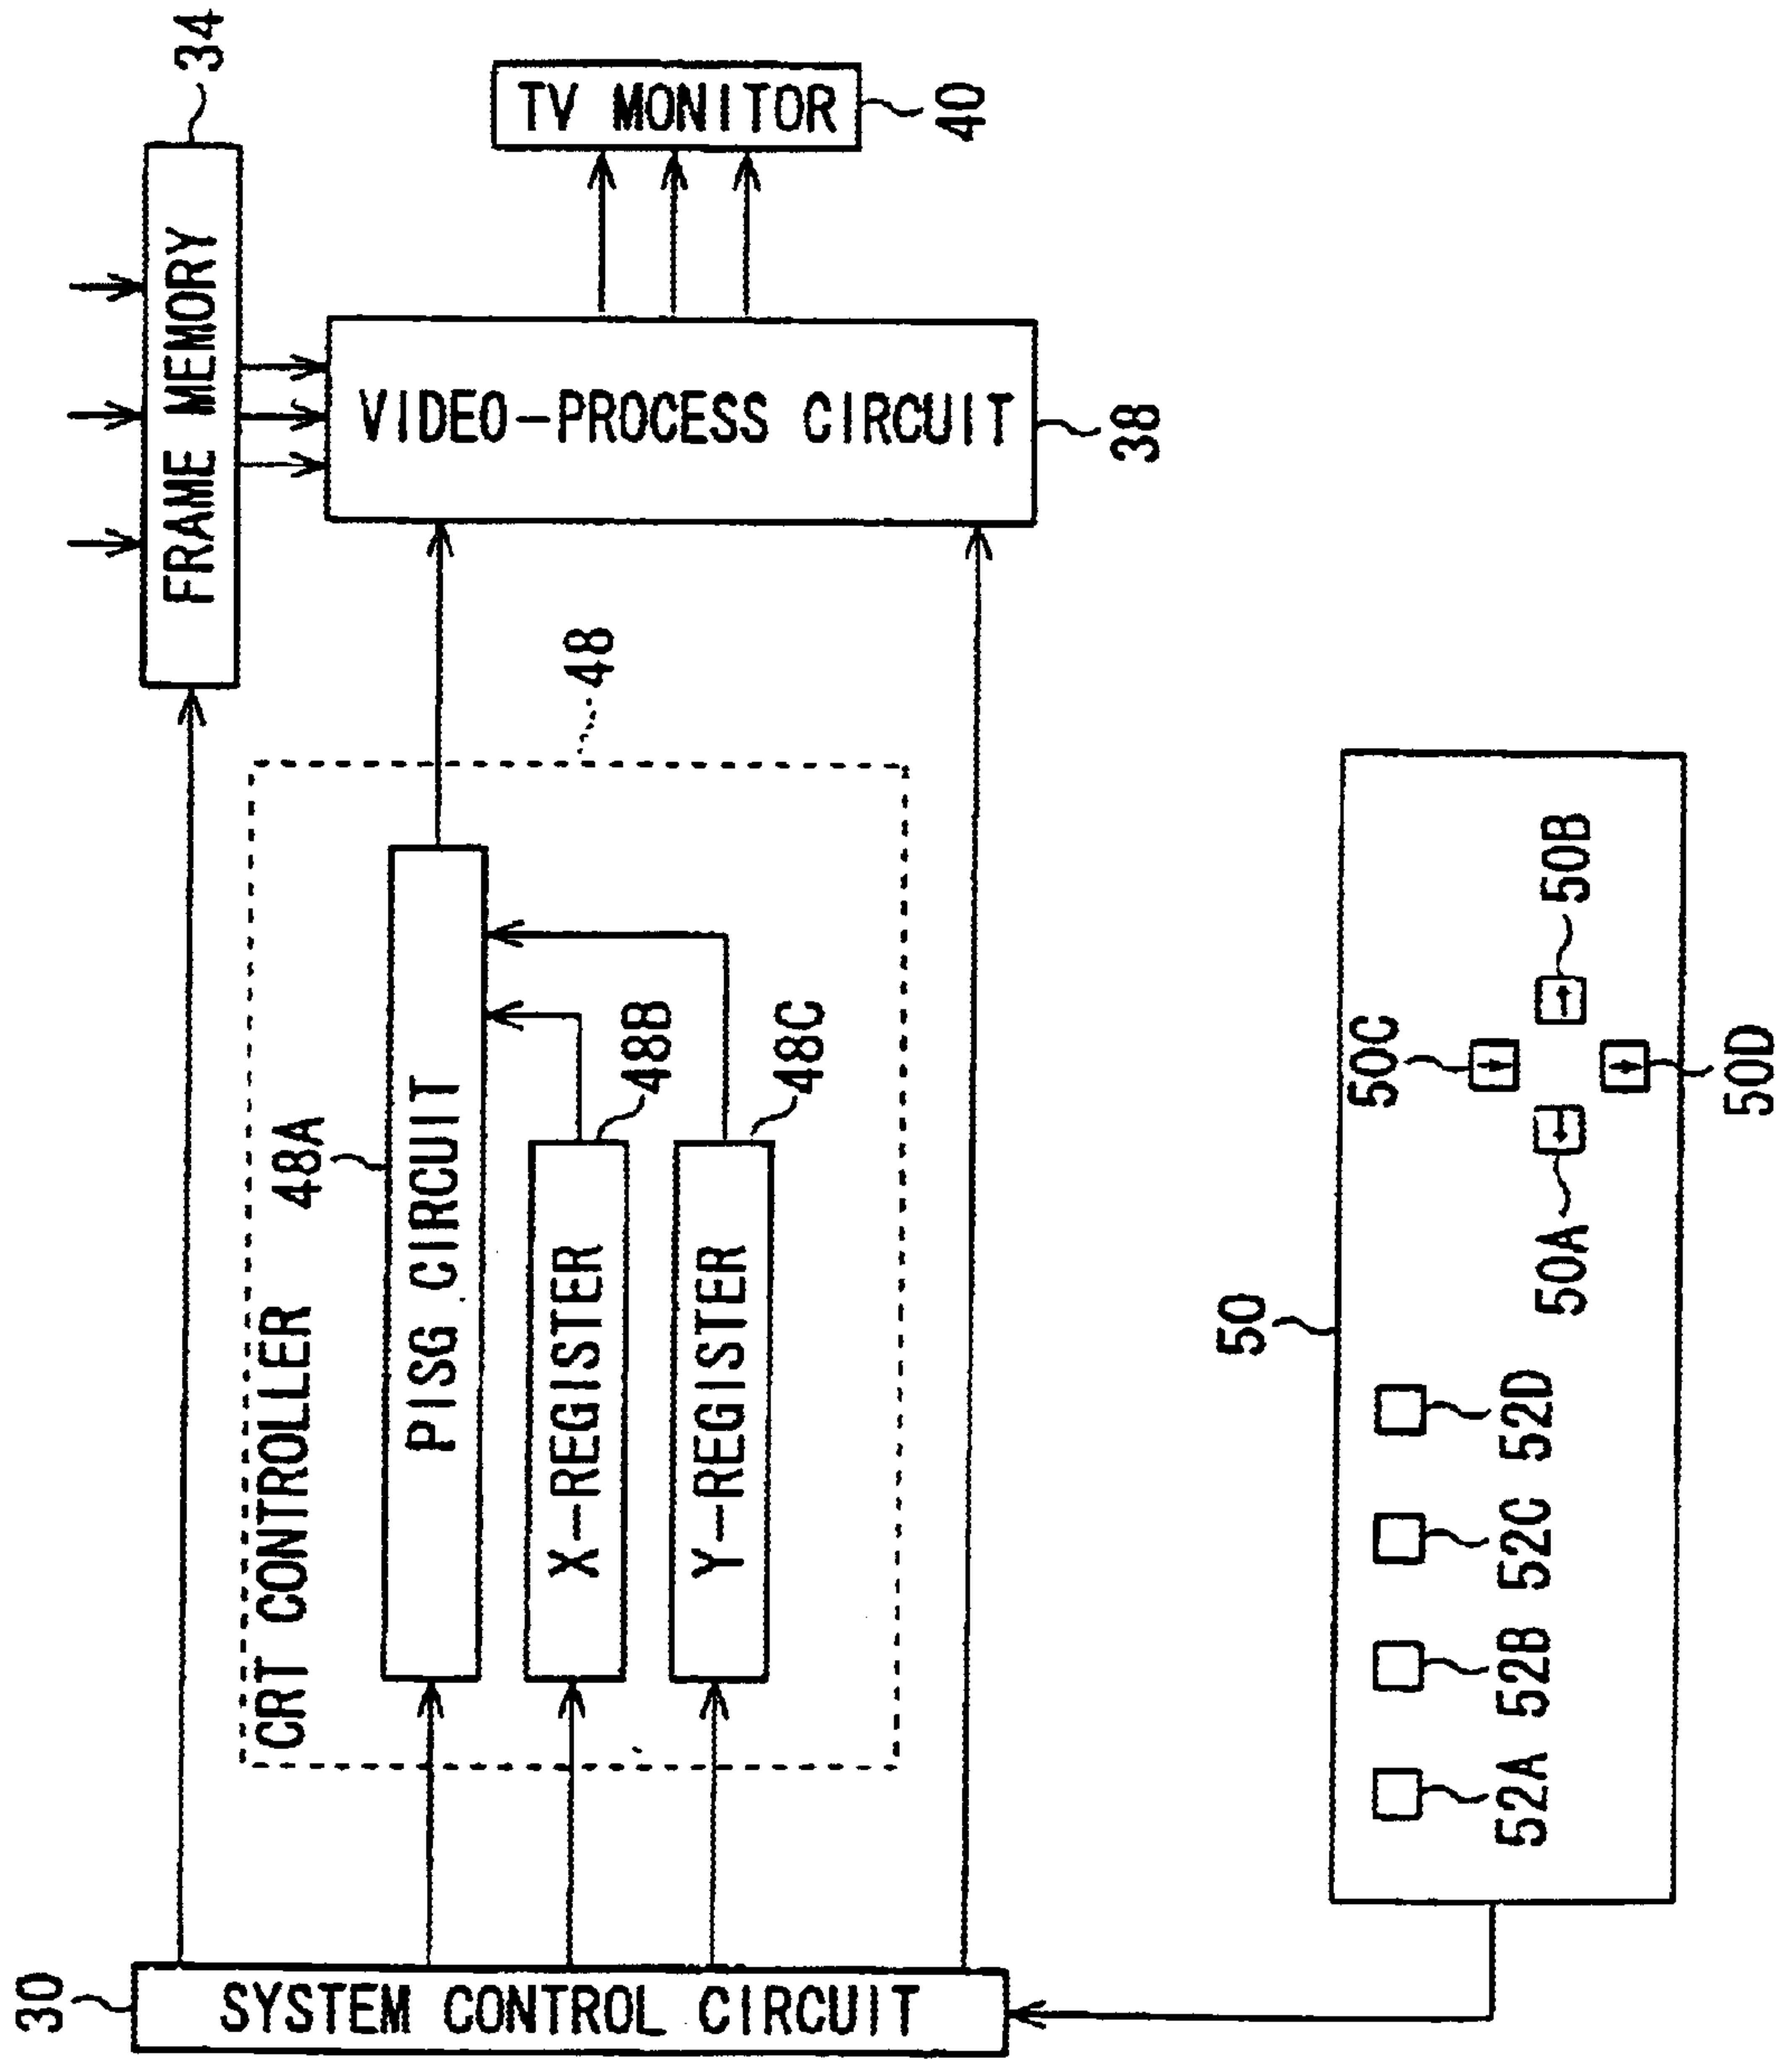 30
SYSTEM CONTROL CIRCUIT
34
FRAME MEMORY
CRT CONTROLLER
48
48A
PISG CIRCUIT
X-REGISTER
48B
Y-REGISTER
48C
VIDEO-PROCESS CIRCUIT
38
TV MONITOR
40
50
52A
52B
52C
52D
50A
50B
50C
50D